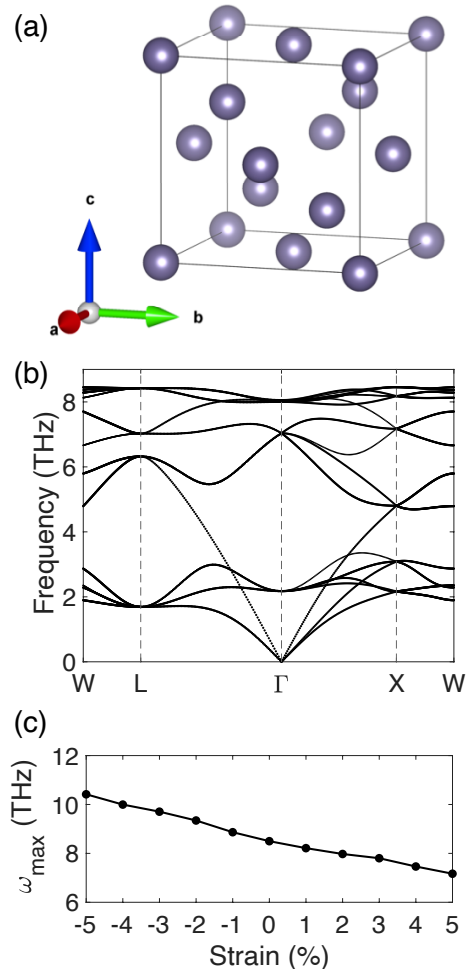 (a)
c
a
b
(b)
Frequency (THz)
8
6
4
2
0
W L Γ X W
(c)
ω_max (THz)
12
10
8
6
-5 -4 -3 -2 -1 0 1 2 3 4 5
Strain (%)